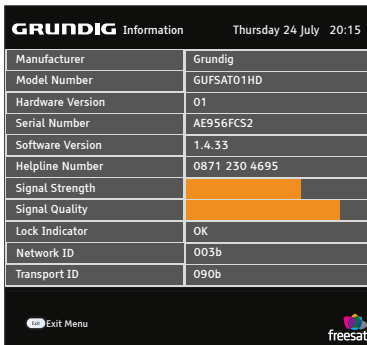 GRUNDIG Information Thursday 24 July 20:15
Manufacturer Grundig
Model Number GUFSAT01HD
Hardware Version 01
Serial Number AE956FCS2
Software Version 1.4.33
Helpline Number 0871 230 4695
Signal Strength
Signal Quality
Lock Indicator OK
Network ID 003b
Transport ID 090b
Exit Exit Menu
freesat